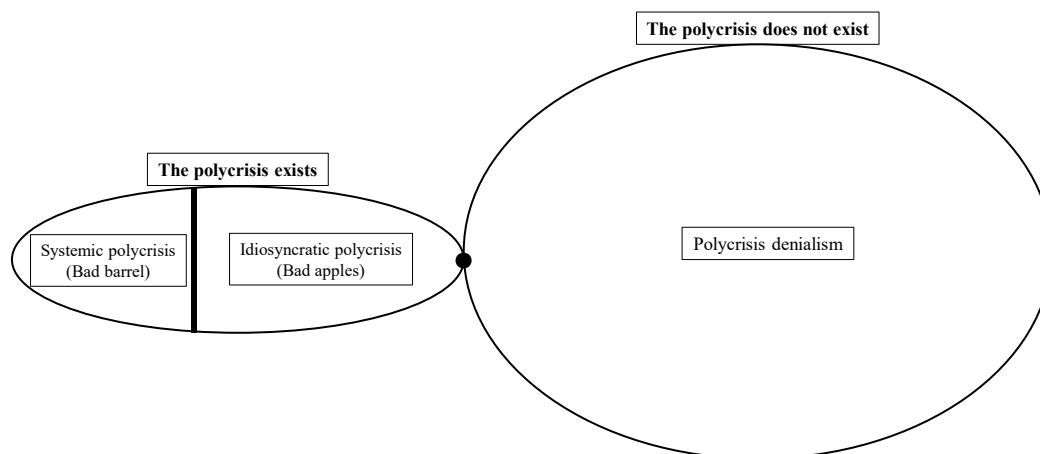 The polycrisis does not exist
The polycrisis exists
Systemic polycrisis
(Bad barrel)
Idiosyncratic polycrisis
(Bad apples)
Polycrisis denialism